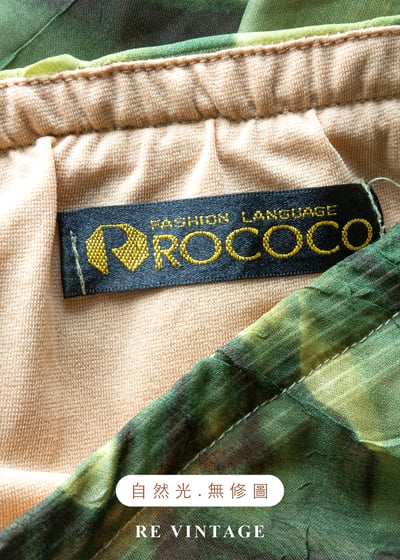 FASHION LANGUAGE
ROCOCO
自然光.無修圖
RE VINTAGE